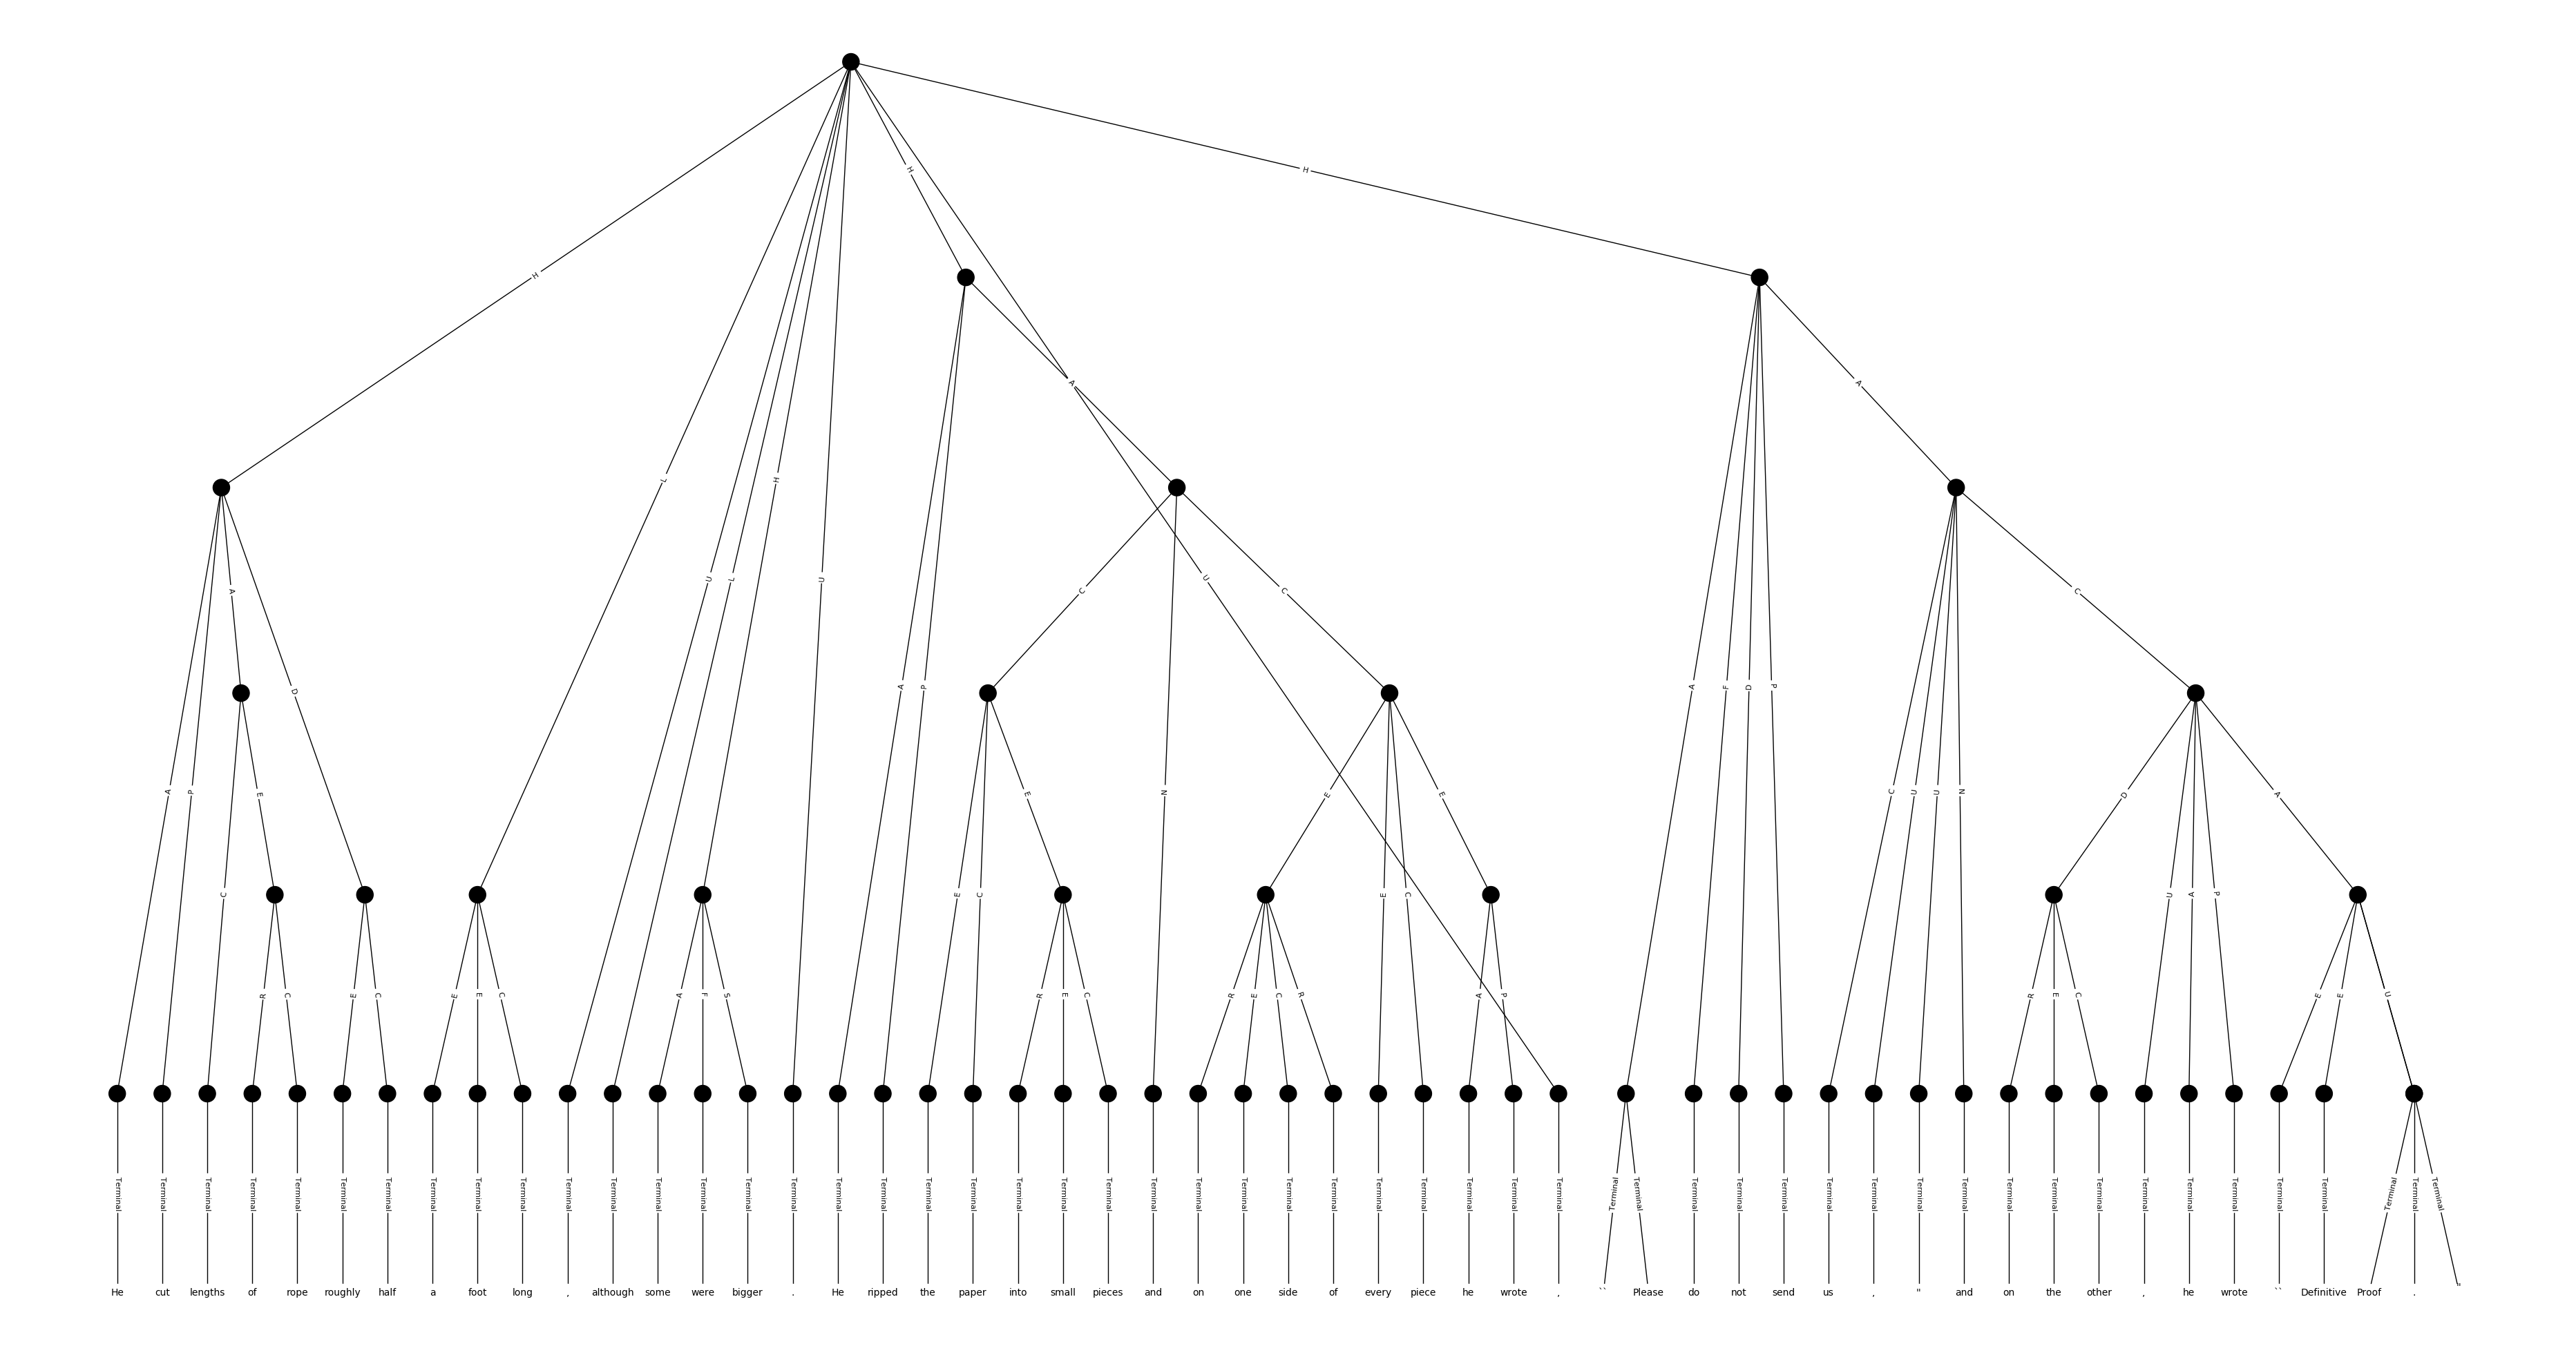 H
H
H
A
A
L
H
U
L
U
U
A
C
C
C
A
P
D
A
P
A
F
D
P
A
P
C
E
E
N
E
E
C
U
U
N
D
A
C
E
C
E
C
U
A
P
R
C
E
C
E
E
C
A
F
S
R
E
C
R
E
C
R
A
P
R
E
C
E
E
U
Terminal Terminal Terminal Terminal Terminal Terminal Terminal Terminal Terminal Terminal Terminal Terminal Terminal Terminal Terminal Terminal Terminal Terminal Terminal Terminal Terminal Terminal Terminal Terminal Terminal Terminal Terminal Terminal Terminal Terminal Terminal Terminal Terminal Terminal Terminal Terminal Terminal Terminal Terminal Terminal Terminal Terminal Terminal Terminal Terminal Terminal Terminal Terminal Terminal Terminal Terminal Terminal Terminal
He cut lengths of rope roughly half a foot long , although some were bigger . He ripped the paper into small pieces and on one side of every piece he wrote , `` Please do not send us , " and on the other , he wrote `` Definitive Proof . "